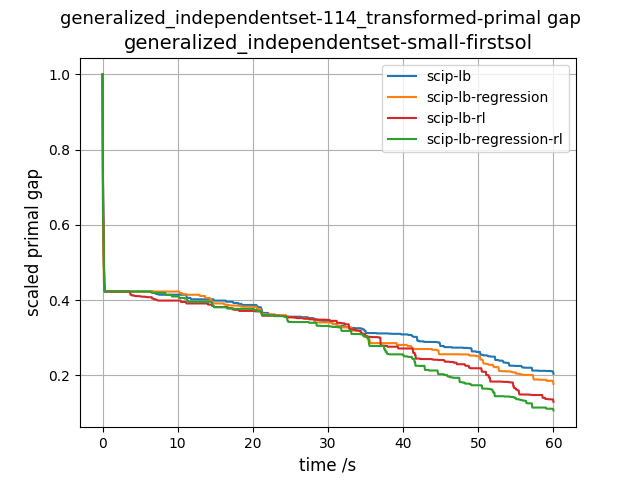 generalized_independentset-114_transformed-primal gap
generalized_independentset-small-firstsol
scip-lb
scip-lb-regression
scip-lb-rl
scip-lb-regression-rl
scaled primal gap
1.0
0.8
0.6
0.4
0.2
0
10
20
30
40
50
60
time /s